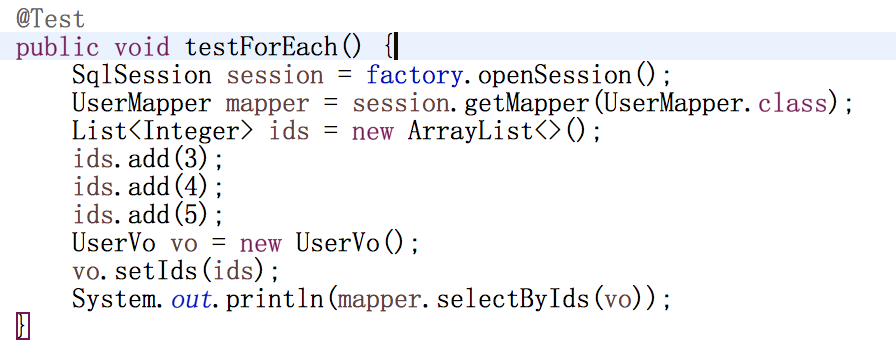 @Test
public void testForEach() {
    SqlSession session = factory.openSession();
    UserMapper mapper = session.getMapper(UserMapper.class);
    List<Integer> ids = new ArrayList<>();
    ids.add(3);
    ids.add(4);
    ids.add(5);
    UserVo vo = new UserVo();
    vo.setIds(ids);
    System.out.println(mapper.selectByIds(vo));
}